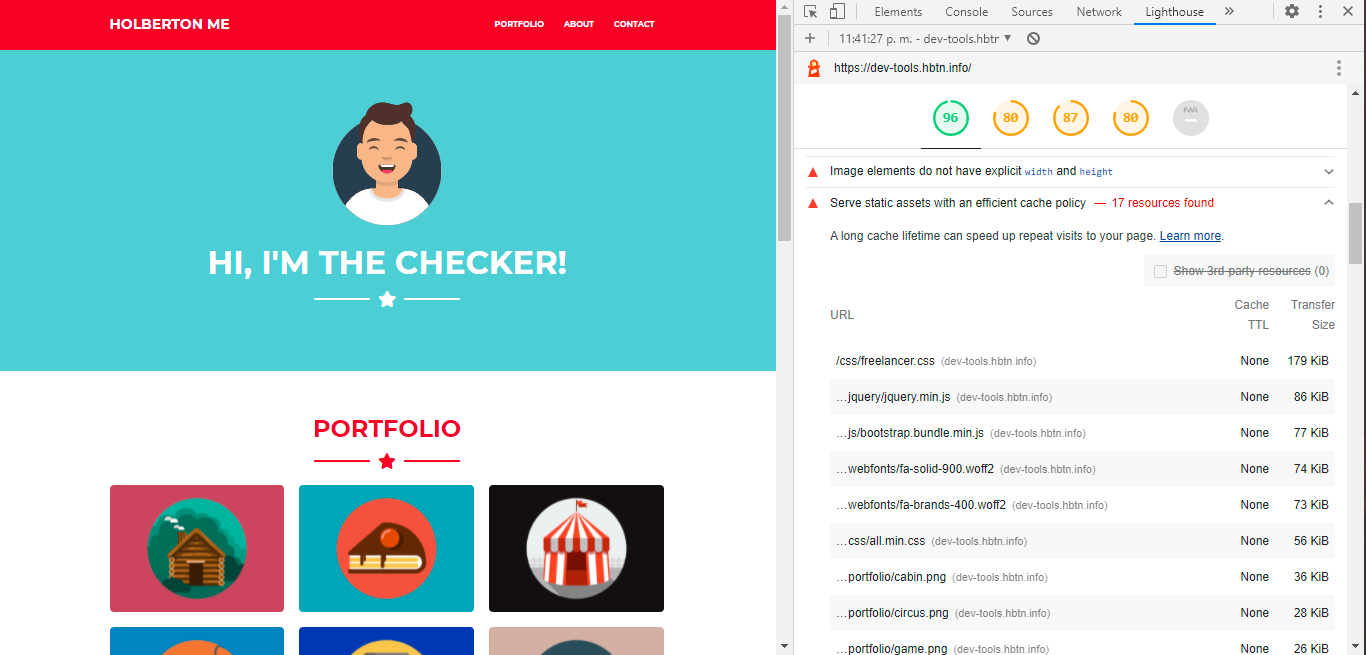 HOLBERTON ME
PORTFOLIO ABOUT CONTACT
HI, I'M THE CHECKER!
PORTFOLIO
Elements Console Sources Network Lighthouse »
+ 11:41:27 p. m. - dev-tools.hbtr ▼
https://dev-tools.hbtn.info/
96 80 87 80 PWA
Image elements do not have explicit width and height
Serve static assets with an efficient cache policy — 17 resources found
A long cache lifetime can speed up repeat visits to your page. Learn more.
Show 3rd-party resources (0)
URL Cache TTL Transfer Size
/css/freelancer.css (dev-tools.hbtn.info) None 179 KiB
…jquery/jquery.min.js (dev-tools.hbtn.info) None 86 KiB
…js/bootstrap.bundle.min.js (dev-tools.hbtn.info) None 77 KiB
…webfonts/fa-solid-900.woff2 (dev-tools.hbtn.info) None 74 KiB
…webfonts/fa-brands-400.woff2 (dev-tools.hbtn.info) None 73 KiB
…css/all.min.css (dev-tools.hbtn.info) None 56 KiB
…portfolio/cabin.png (dev-tools.hbtn.info) None 36 KiB
…portfolio/circus.png (dev-tools.hbtn.info) None 28 KiB
…portfolio/game.png (dev-tools.hbtn.info) None 26 KiB